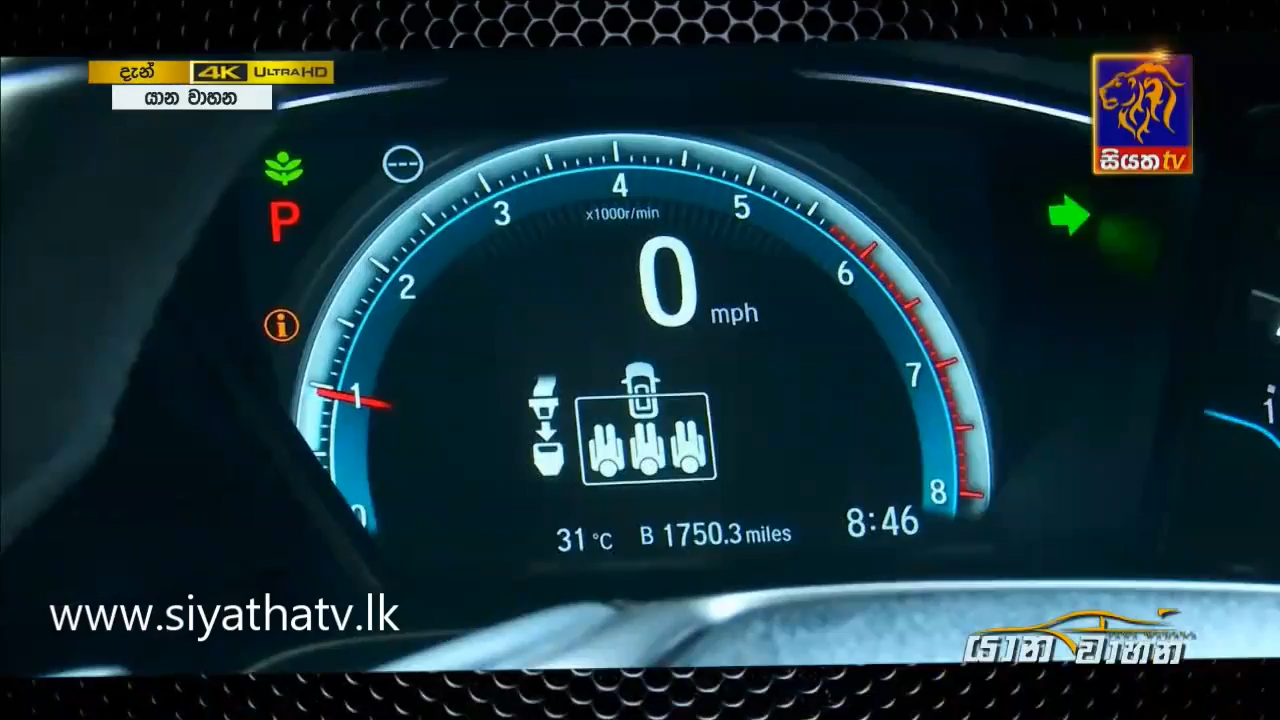 දැන් 4K ULTRA HD
යාන වාහන
සියත tv
P
i
0 1 2 3 4 5 6 7 8
x1000r/min
0 mph
31 °C B 1750.3 miles 8:46
www.siyathatv.lk
යාන වාහන